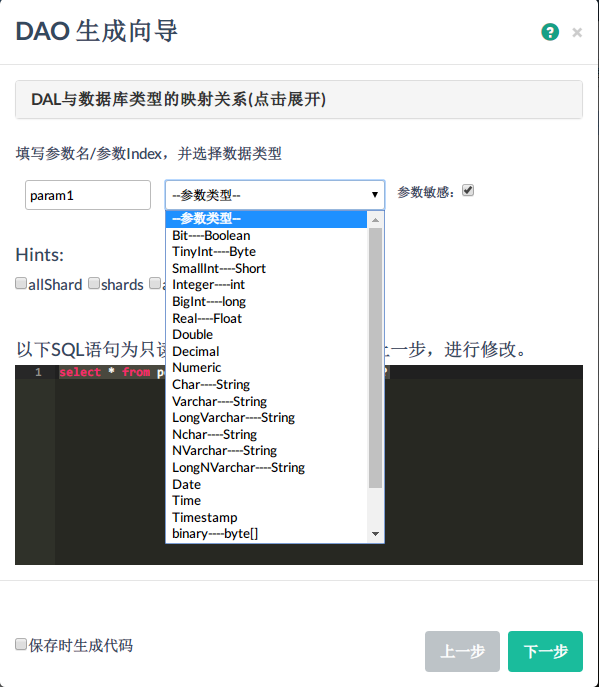 DAO 生成向导
DAL与数据库类型的映射关系(点击展开)
填写参数名/参数Index，并选择数据类型
param1
--参数类型--
参数敏感：
--参数类型--
Bit----Boolean
TinyInt----Byte
SmallInt----Short
Integer----int
BigInt----long
Real----Float
Double
Decimal
Numeric
Char----String
Varchar----String
LongVarchar----String
Nchar----String
NVarchar----String
LongNVarchar----String
Date
Time
Timestamp
binary----byte[]
Hints:
allShard shards
以下SQL语句为只 上一步，进行修改。
1 select * from ?
保存时生成代码
上一步 下一步